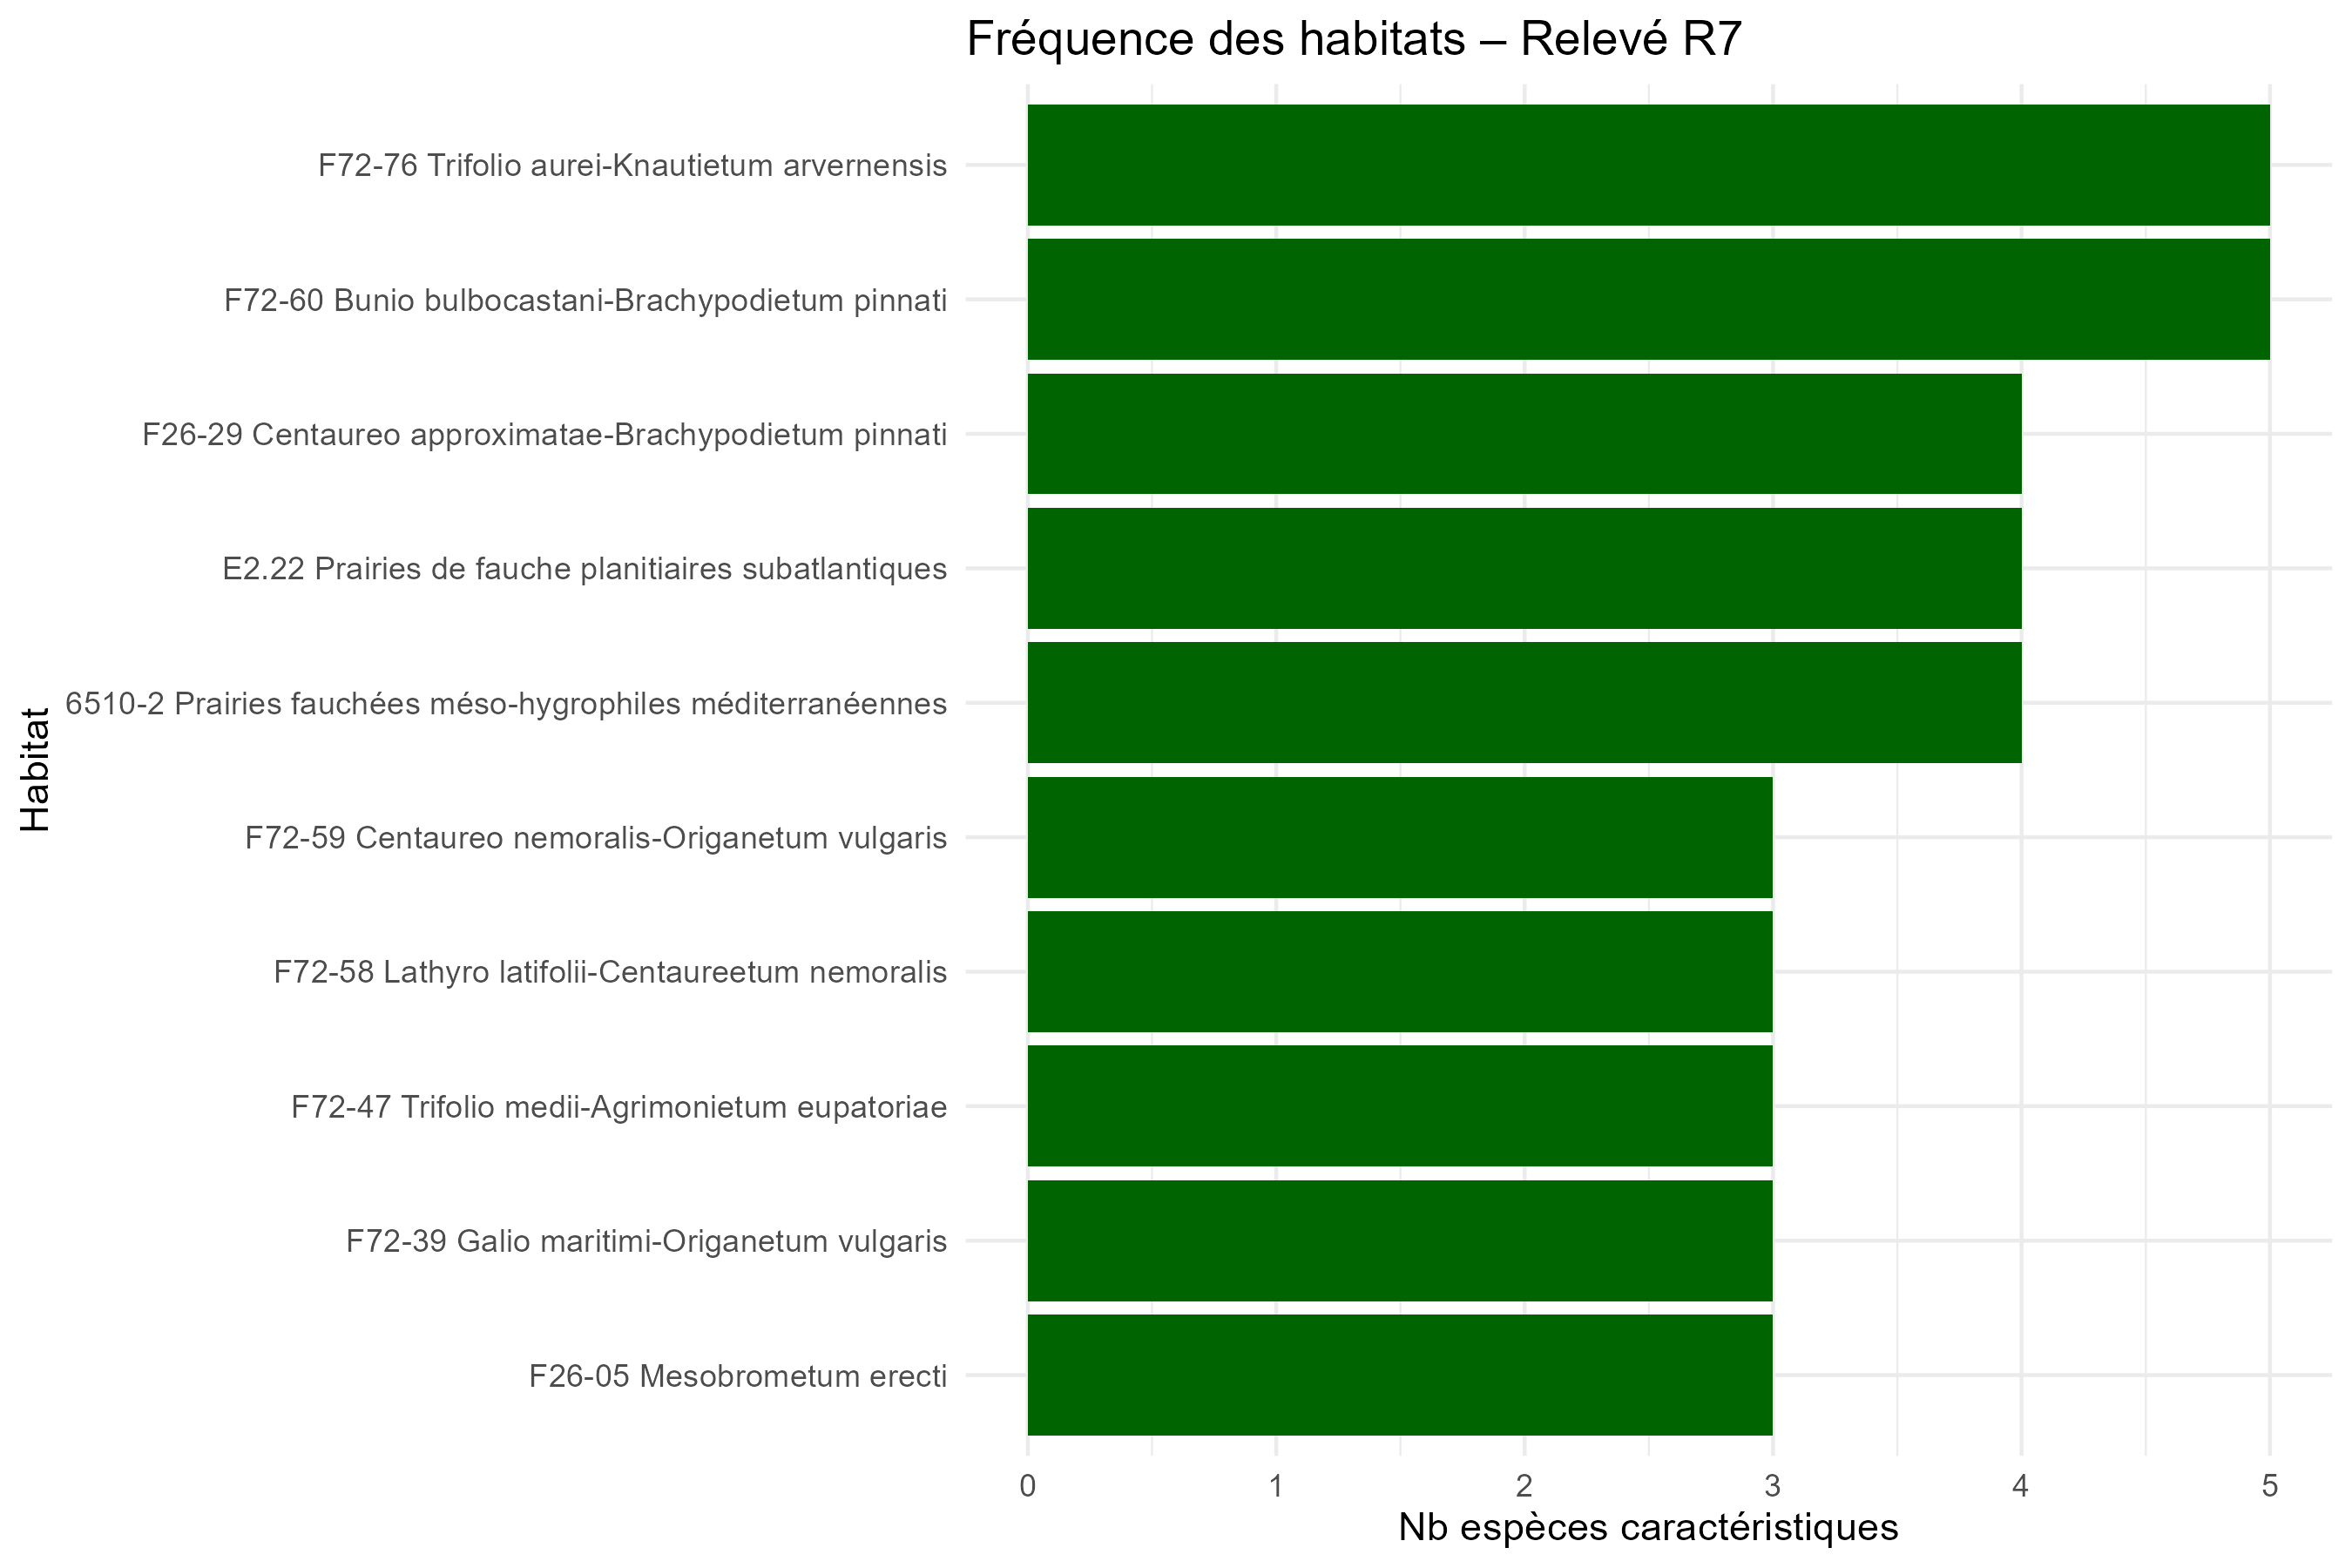 Fréquence des habitats – Relevé R7
F72-76 Trifolio aurei-Knautietum arvernensis
F72-60 Bunio bulbocastani-Brachypodietum pinnati
F26-29 Centaureo approximatae-Brachypodietum pinnati
E2.22 Prairies de fauche planitiaires subatlantiques
6510-2 Prairies fauchées méso-hygrophiles méditerranéennes
F72-59 Centaureo nemoralis-Origanetum vulgaris
F72-58 Lathyro latifolii-Centaureetum nemoralis
F72-47 Trifolio medii-Agrimonietum eupatoriae
F72-39 Galio maritimi-Origanetum vulgaris
F26-05 Mesobrometum erecti
Habitat
0 1 2 3 4 5
Nb espèces caractéristiques